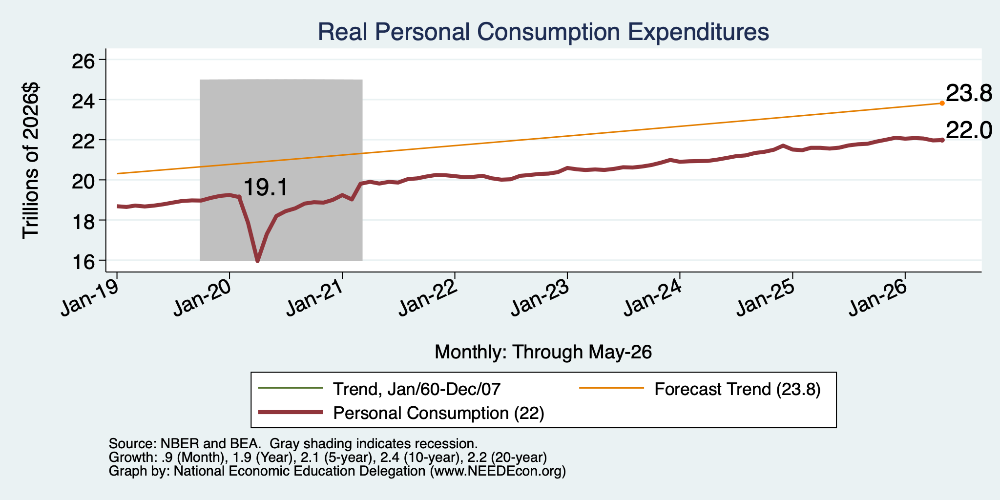 Real Personal Consumption Expenditures
Trillions of 2026$
26
24
22
20
18
16
23.8
22.0
19.1
Jan-19
Jan-20
Jan-21
Jan-22
Jan-23
Jan-24
Jan-25
Jan-26
Monthly: Through May-26
Trend, Jan/60-Dec/07
Forecast Trend (23.8)
Personal Consumption (22)
Source: NBER and BEA.  Gray shading indicates recession.
Growth: .9 (Month), 1.9 (Year), 2.1 (5-year), 2.4 (10-year), 2.2 (20-year)
Graph by: National Economic Education Delegation (www.NEEDEcon.org)